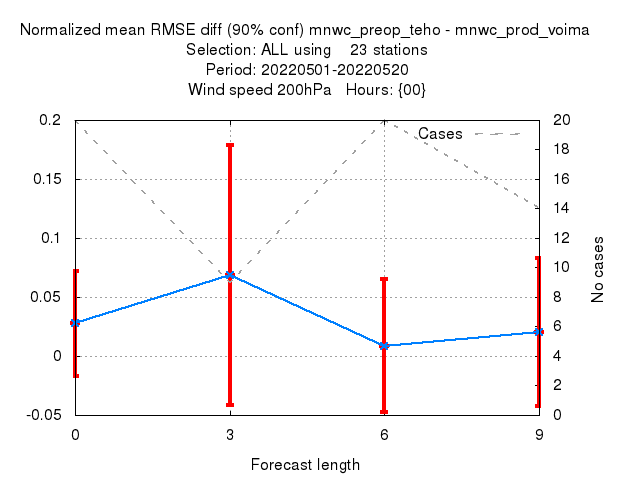 Normalized mean RMSE diff (90% conf) mnwc_preop_teho - mnwc_prod_voima
Selection: ALL using    23 stations
Period: 20220501-20220520
Wind speed 200hPa   Hours: {00}
Cases
0.2
0.15
0.1
0.05
0
-0.05
20
18
16
14
12
10
8
6
4
2
0
No cases
0 3 6 9
Forecast length